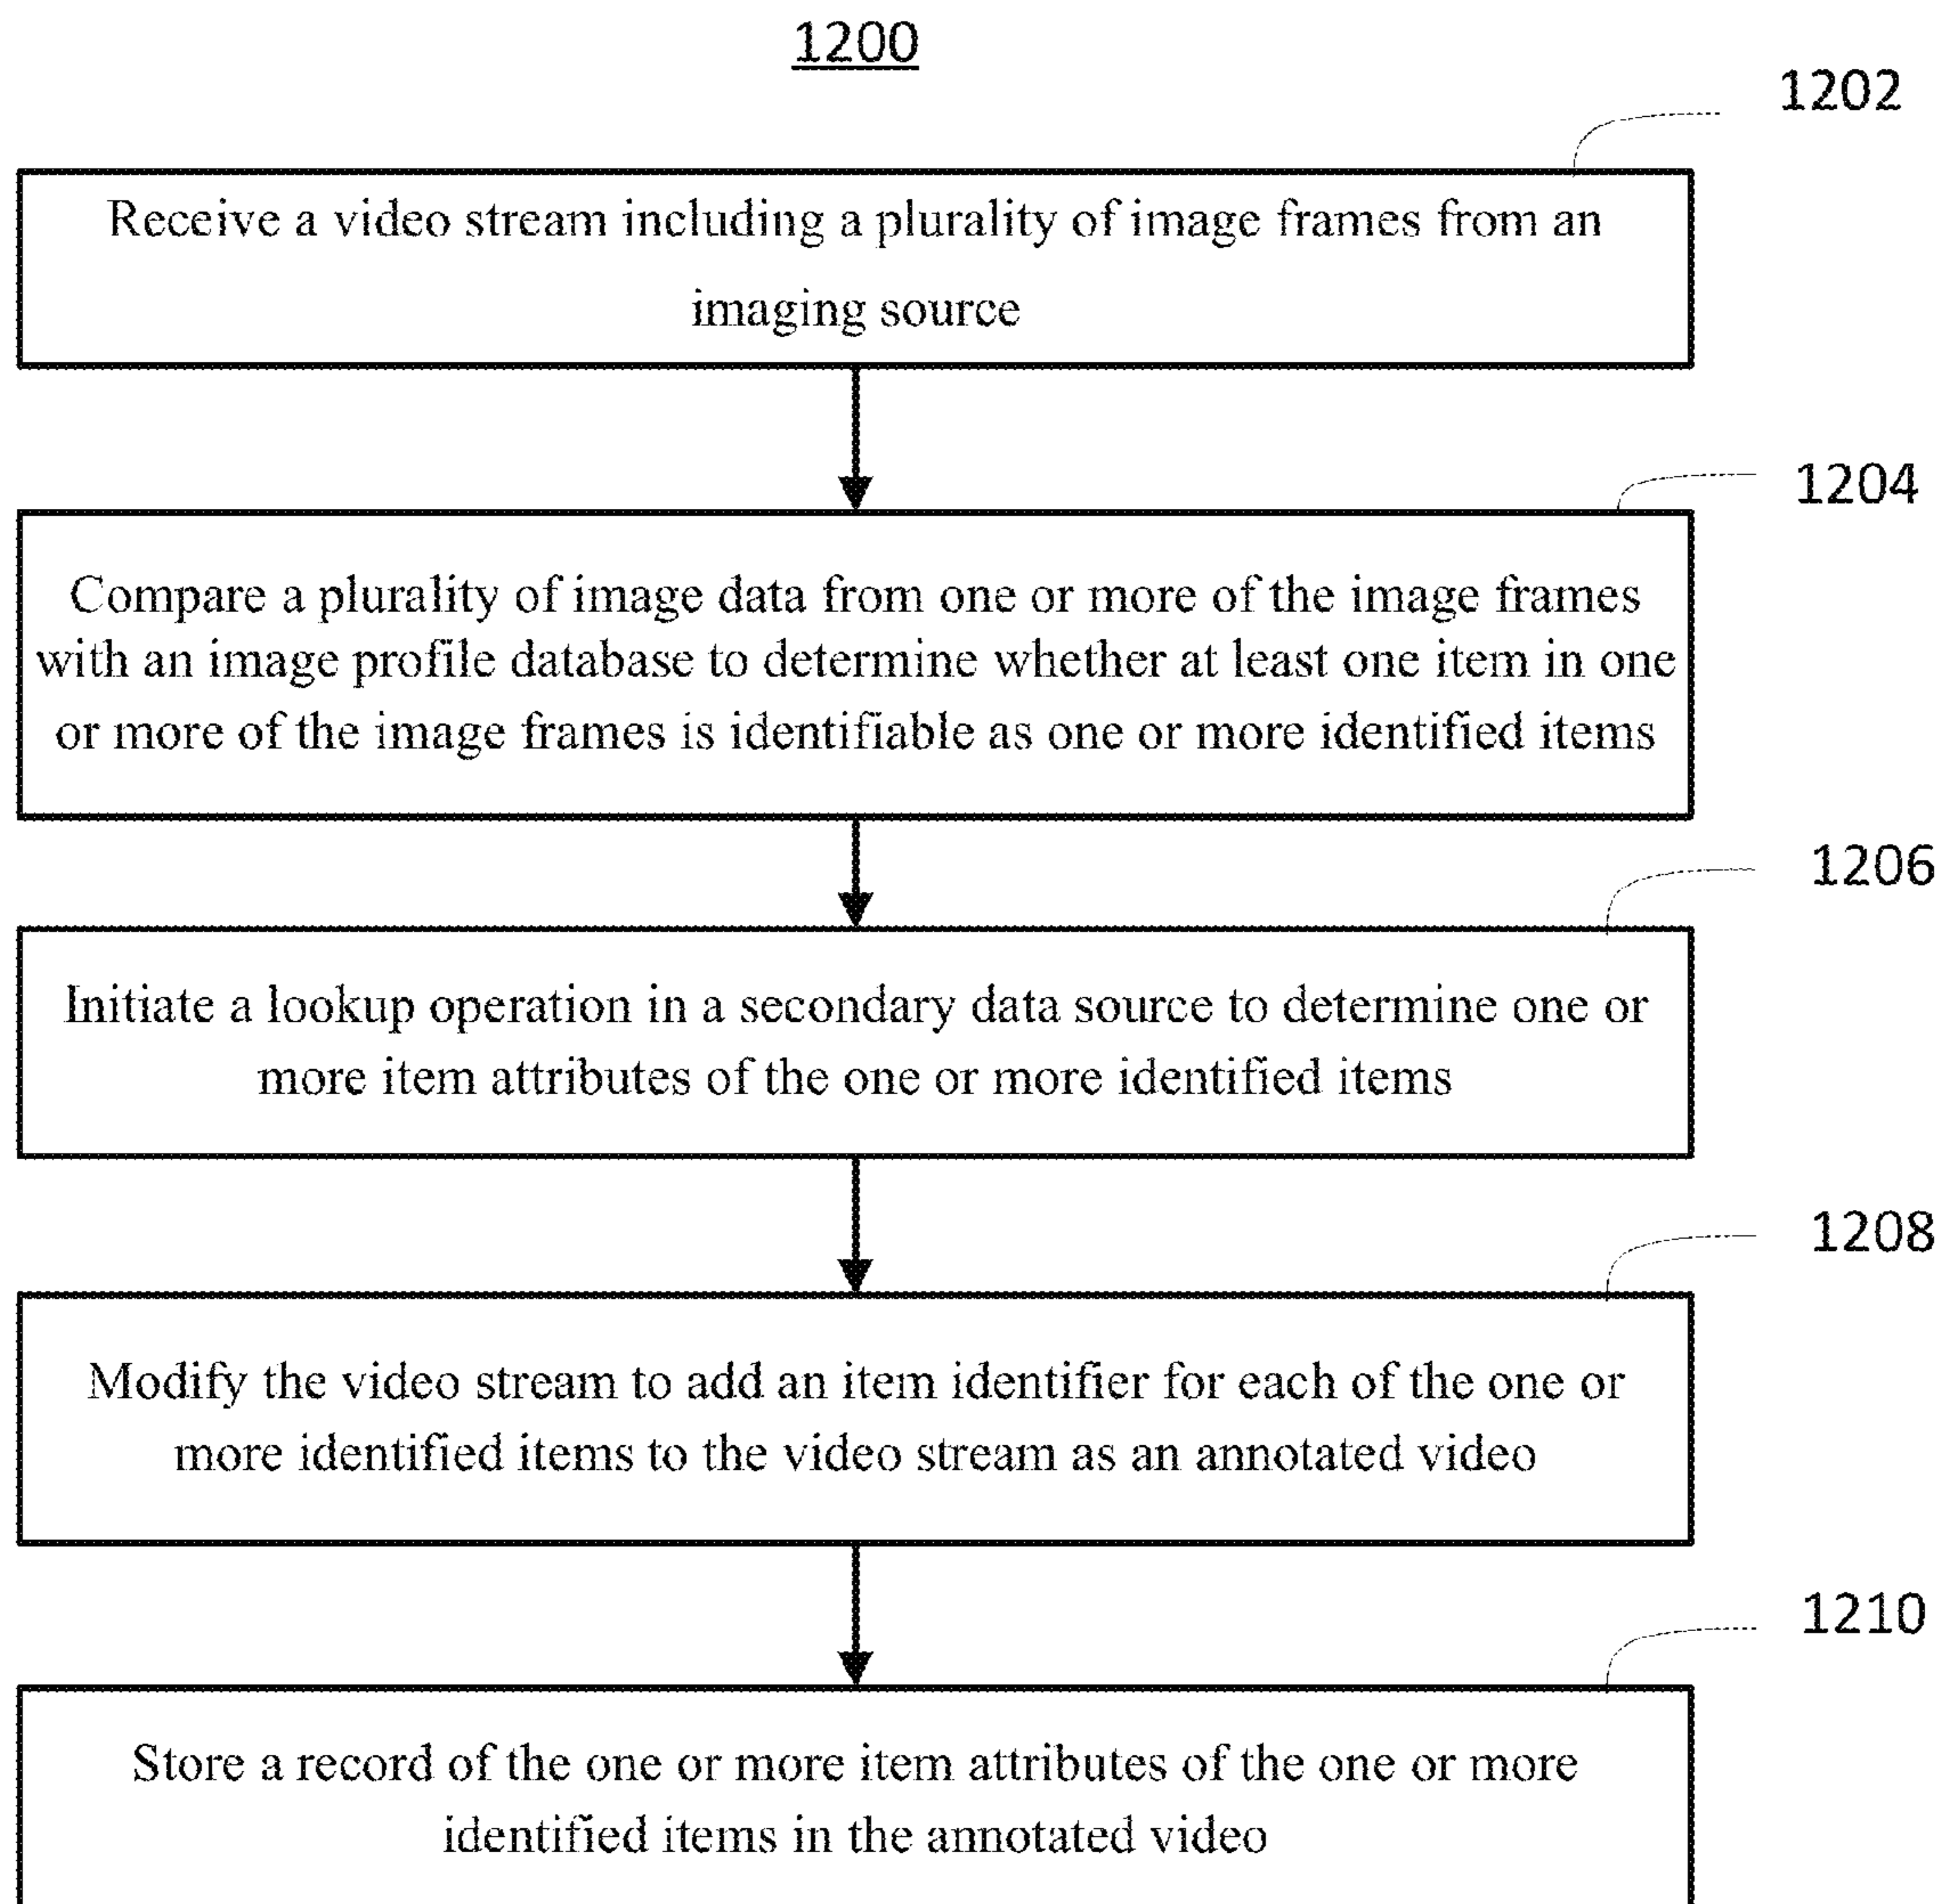 1200
1202
Receive a video stream including a plurality of image frames from an
imaging source
1204
Compare a plurality of image data from one or more of the image frames
with an image profile database to determine whether at least one item in one
or more of the image frames is identifiable as one or more identified items
1206
Initiate a lookup operation in a secondary data source to determine one or
more item attributes of the one or more identified items
1208
Modify the video stream to add an item identifier for each of the one or
more identified items to the video stream as an annotated video
1210
Store a record of the one or more item attributes of the one or more
identified items in the annotated video